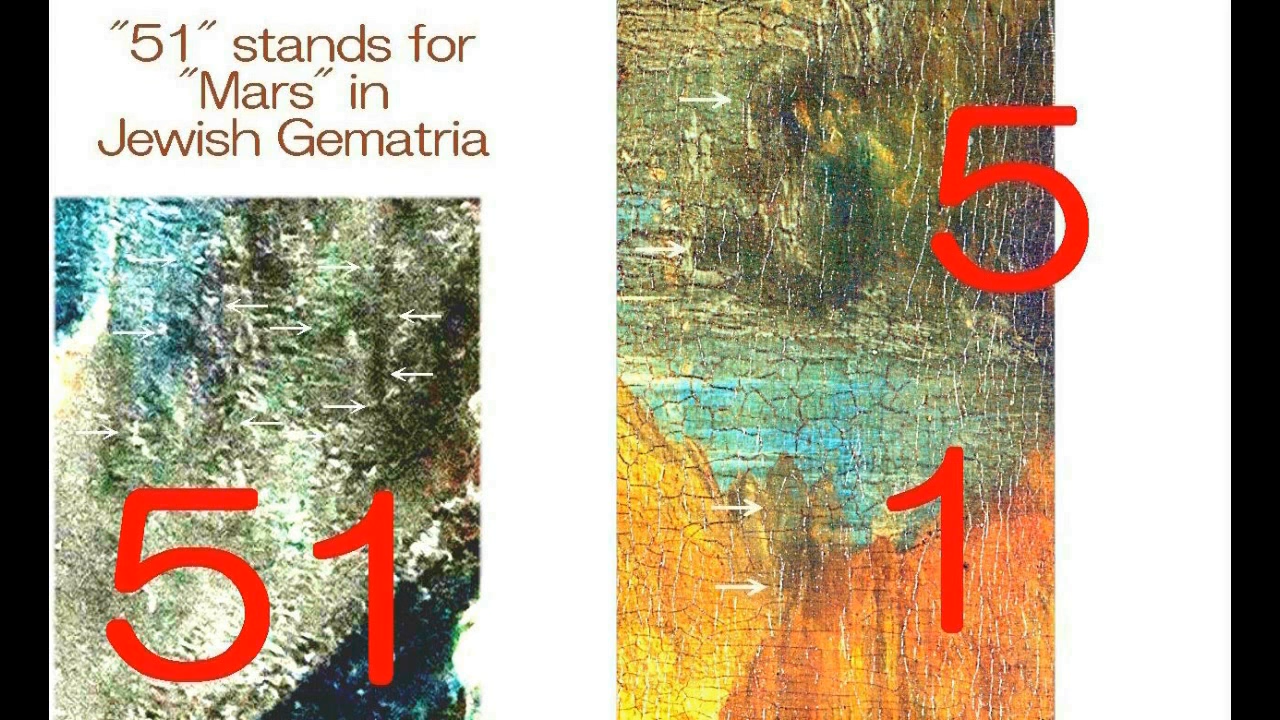 "51" stands for
"Mars" in
Jewish Gematria
51
5
1